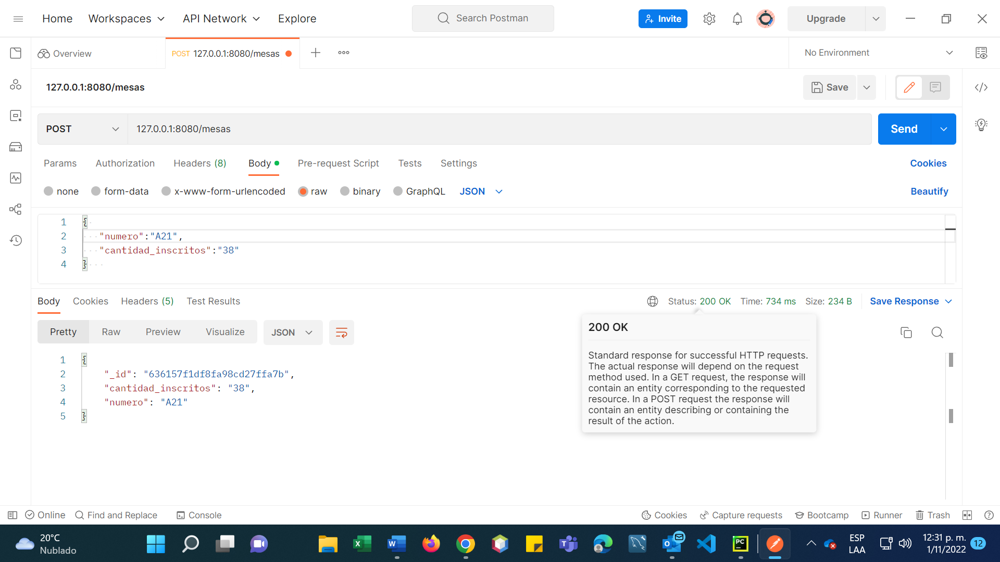 Home Workspaces API Network Explore Search Postman Invite Upgrade
Overview POST 127.0.0.1:8080/mesas No Environment
127.0.0.1:8080/mesas Save
POST 127.0.0.1:8080/mesas Send
Params Authorization Headers (8) Body Pre-request Script Tests Settings Cookies
none form-data x-www-form-urlencoded raw binary GraphQL JSON Beautify
1 {
2 "numero":"A21",
3 "cantidad_inscritos":"38"
4 }
Body Cookies Headers (5) Test Results Status: 200 OK Time: 734 ms Size: 234 B Save Response
Pretty Raw Preview Visualize JSON
200 OK
Standard response for successful HTTP requests.
The actual response will depend on the request
method used. In a GET request, the response will
contain an entity corresponding to the requested
resource. In a POST request the response will
contain an entity describing or containing the
result of the action.
1 {
2 "_id": "636157f1df8fa98cd27ffa7b",
3 "cantidad_inscritos": "38",
4 "numero": "A21"
5 }
Online Find and Replace Console Cookies Capture requests Bootcamp Runner Trash
20°C
Nublado
ESP
LAA
12:31 p. m.
1/11/2022
12